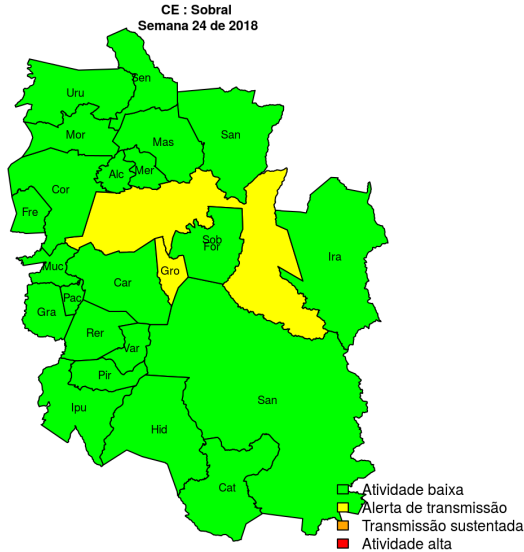 CE : Sobral
Semana 24 de 2018
Sen
Uru
Mor
Mas
San
Alc
Mer
Cor
Fre
Sob
For
Ira
Muc
Gro
Car
Pac
Gra
Rer
Var
Pir
San
Ipu
Hid
Cat
Atividade baixa
Alerta de transmissão
Transmissão sustentada
Atividade alta